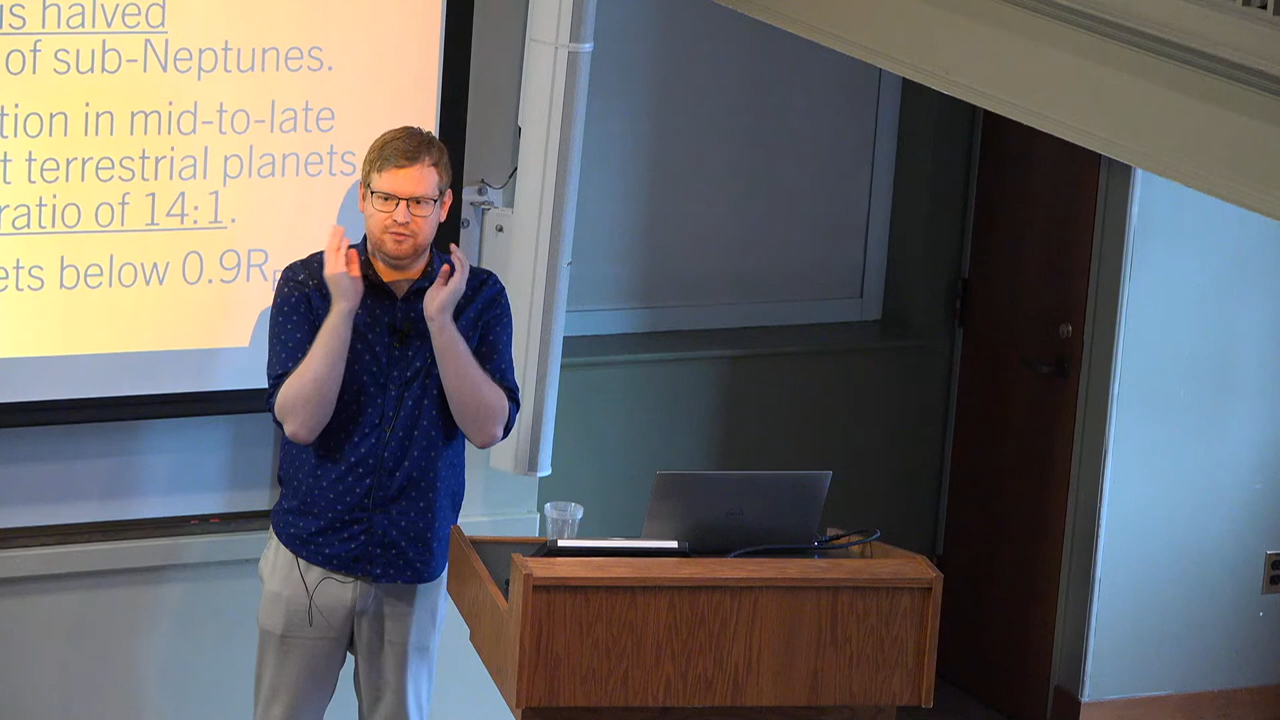 s halved
of sub-Neptunes.
tion in mid-to-late
t terrestrial planets
ratio of 14:1.
ets below 0.9R